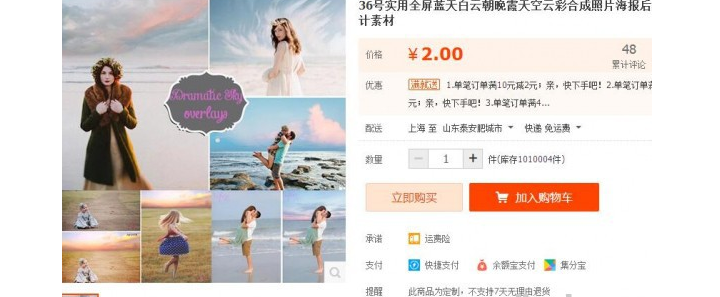 36号实用全屏蓝天白云朝晚霞天空云彩合成照片海报后
计素材
Dramatic Sky
overlays
价格
¥2.00
48
累计评论
优惠
满就送 1.单笔订单满10元减2元；亲，快下手吧！2.单笔订单满
元；亲，快下手吧！3.单笔订单满4...
配送
上海 至 山东泰安肥城市 快递 免运费
数量
1
件(库存1010004件)
立即购买
加入购物车
承诺
运费险
支付
快捷支付
余额宝支付
集分宝
提醒
此商品为定制，不支持7天无理由退货